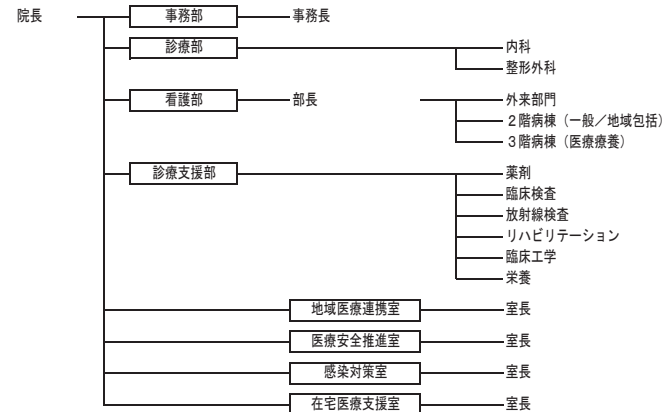 院長 事務部 事務長
診療部 内科
整形外科
看護部 部長 外来部門
２階病棟（一般／地域包括）
３階病棟（医療療養）
診療支援部 薬剤
臨床検査
放射線検査
リハビリテーション
臨床工学
栄養
地域医療連携室 室長
医療安全推進室 室長
感染対策室 室長
在宅医療支援室 室長